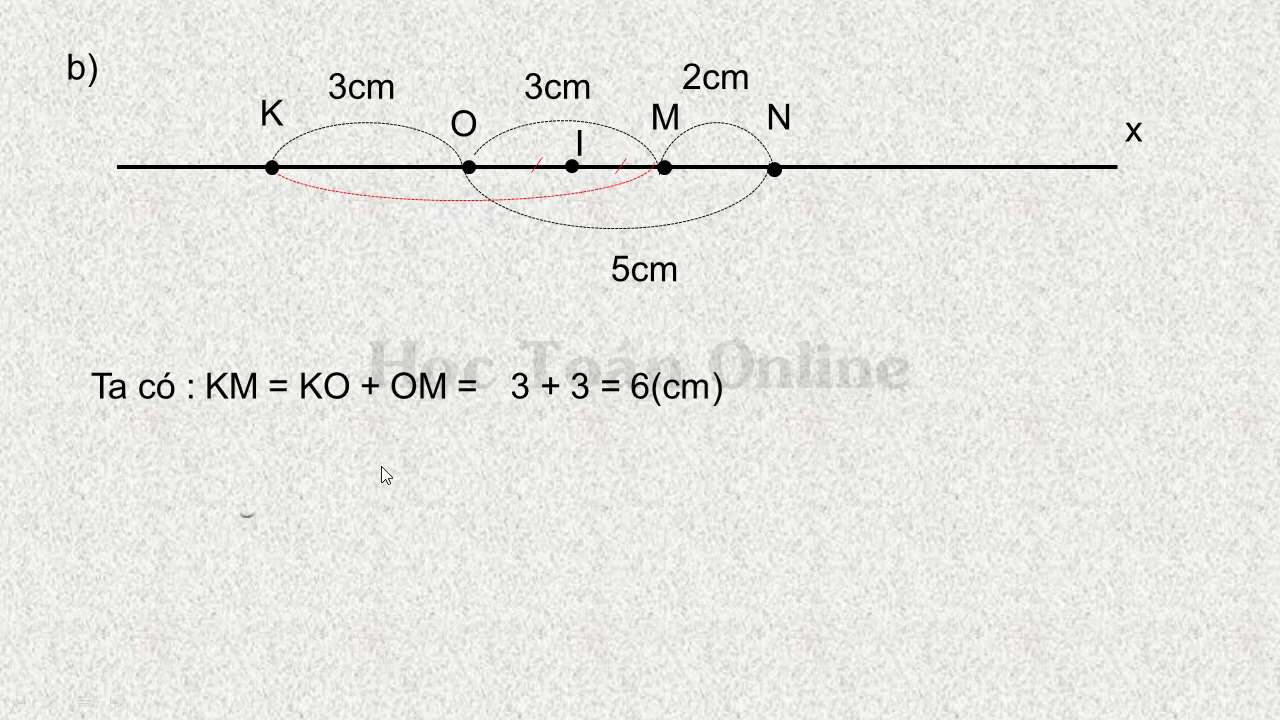 b)
3cm 3cm 2cm
K O I M N x
5cm
Học Toán Online
Ta có : KM = KO + OM = 3 + 3 = 6(cm)